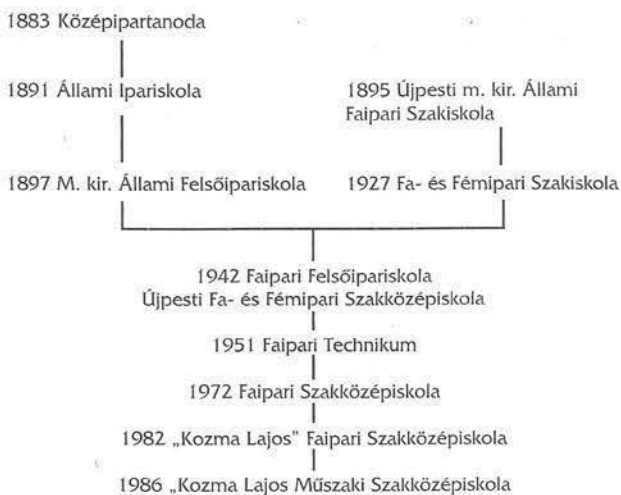 1883 Középipartanoda
1891 Állami Ipariskola
1895 Újpesti m. kir. Állami
Faipari Szakiskola
1897 M. kir. Állami Felsőipariskola
1927 Fa- és Fémipari Szakiskola
1942 Faipari Felsőipariskola
Újpesti Fa- és Fémipari Szakközépiskola
1951 Faipari Technikum
1972 Faipari Szakközépiskola
1982 „Kozma Lajos” Faipari Szakközépiskola
1986 „Kozma Lajos Műszaki Szakközépiskola